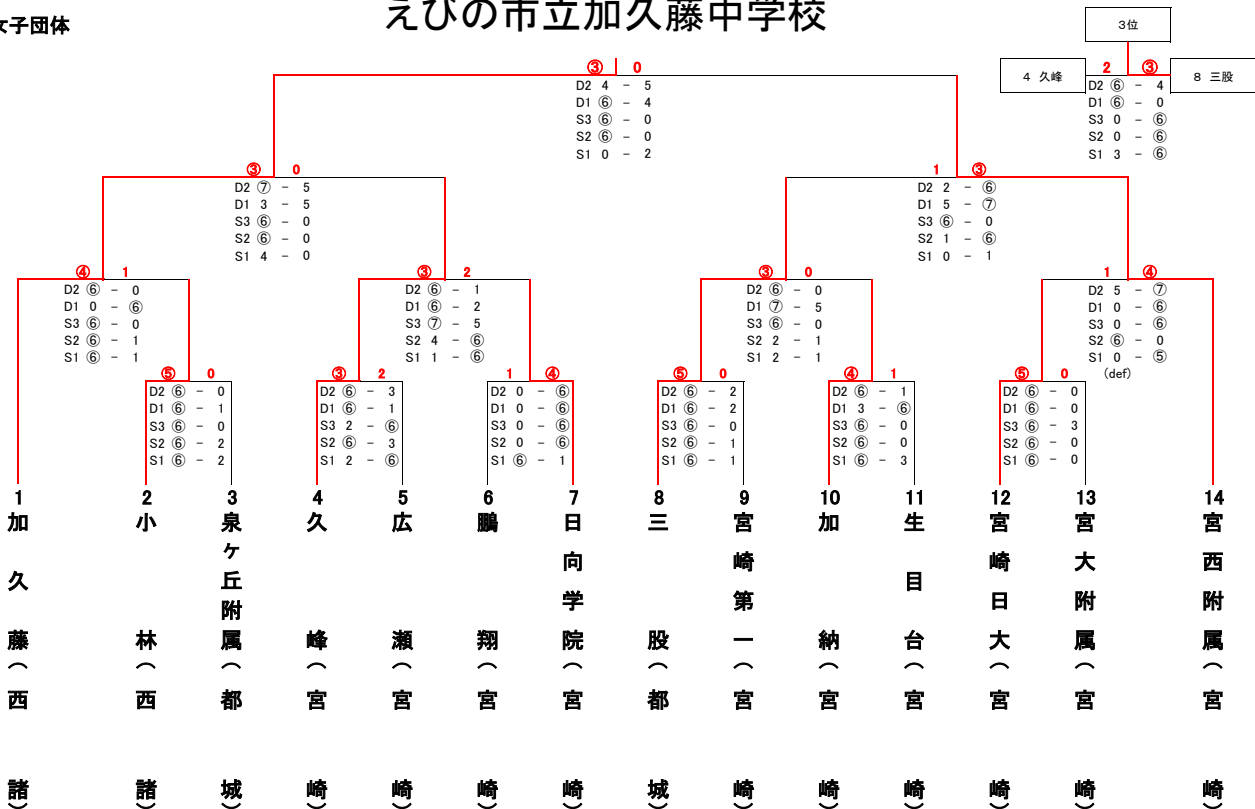 えびの市立加久藤中学校
女子団体
3位
4 久峰
2 ③
8 三股
D2 ⑥ - 4
D1 ⑥ - 0
S3 0 - ⑥
S2 0 - ⑥
S1 3 - ⑥
③ 0
D2 4 - 5
D1 ⑥ - 4
S3 ⑥ - 0
S2 ⑥ - 0
S1 0 - 2
③ 0
D2 ⑦ - 5
D1 3 - 5
S3 ⑥ - 0
S2 ⑥ - 0
S1 4 - 0
1 ③
D2 2 - ⑥
D1 5 - ⑦
S3 ⑥ - 0
S2 1 - ⑥
S1 0 - 1
④ 1
D2 ⑥ - 0
D1 0 - ⑥
S3 ⑥ - 0
S2 ⑥ - 1
S1 ⑥ - 1
③ 2
D2 ⑥ - 1
D1 ⑥ - 2
S3 ⑦ - 5
S2 4 - ⑥
S1 1 - ⑥
③ 0
D2 ⑥ - 0
D1 ⑦ - 5
S3 ⑥ - 0
S2 2 - 1
S1 2 - 1
1 ④
D2 5 - ⑦
D1 0 - ⑥
S3 0 - ⑥
S2 ⑥ - 0
S1 0 - ⑤
(def)
⑤ 0
D2 ⑥ - 0
D1 ⑥ - 1
S3 ⑥ - 0
S2 ⑥ - 2
S1 ⑥ - 2
③ 2
D2 ⑥ - 3
D1 ⑥ - 1
S3 2 - ⑥
S2 ⑥ - 3
S1 2 - ⑥
1 ④
D2 0 - ⑥
D1 0 - ⑥
S3 0 - ⑥
S2 0 - ⑥
S1 ⑥ - 1
⑤ 0
D2 ⑥ - 2
D1 ⑥ - 2
S3 ⑥ - 0
S2 ⑥ - 1
S1 ⑥ - 1
④ 1
D2 ⑥ - 1
D1 3 - ⑥
S3 ⑥ - 0
S2 ⑥ - 0
S1 ⑥ - 3
⑤ 0
D2 ⑥ - 0
D1 ⑥ - 0
S3 ⑥ - 3
S2 ⑥ - 0
S1 ⑥ - 0
1 加久藤(西諸)
2 小林(西諸)
3 泉ケ丘附属(都城)
4 久峰(宮崎)
5 広瀬(宮崎)
6 鵬翔(宮崎)
7 日向学院(宮崎)
8 三股(都城)
9 宮崎第一(宮崎)
10 加納(宮崎)
11 生目台(宮崎)
12 宮崎日大(宮崎)
13 宮大附属(宮崎)
14 宮西附属(宮崎)